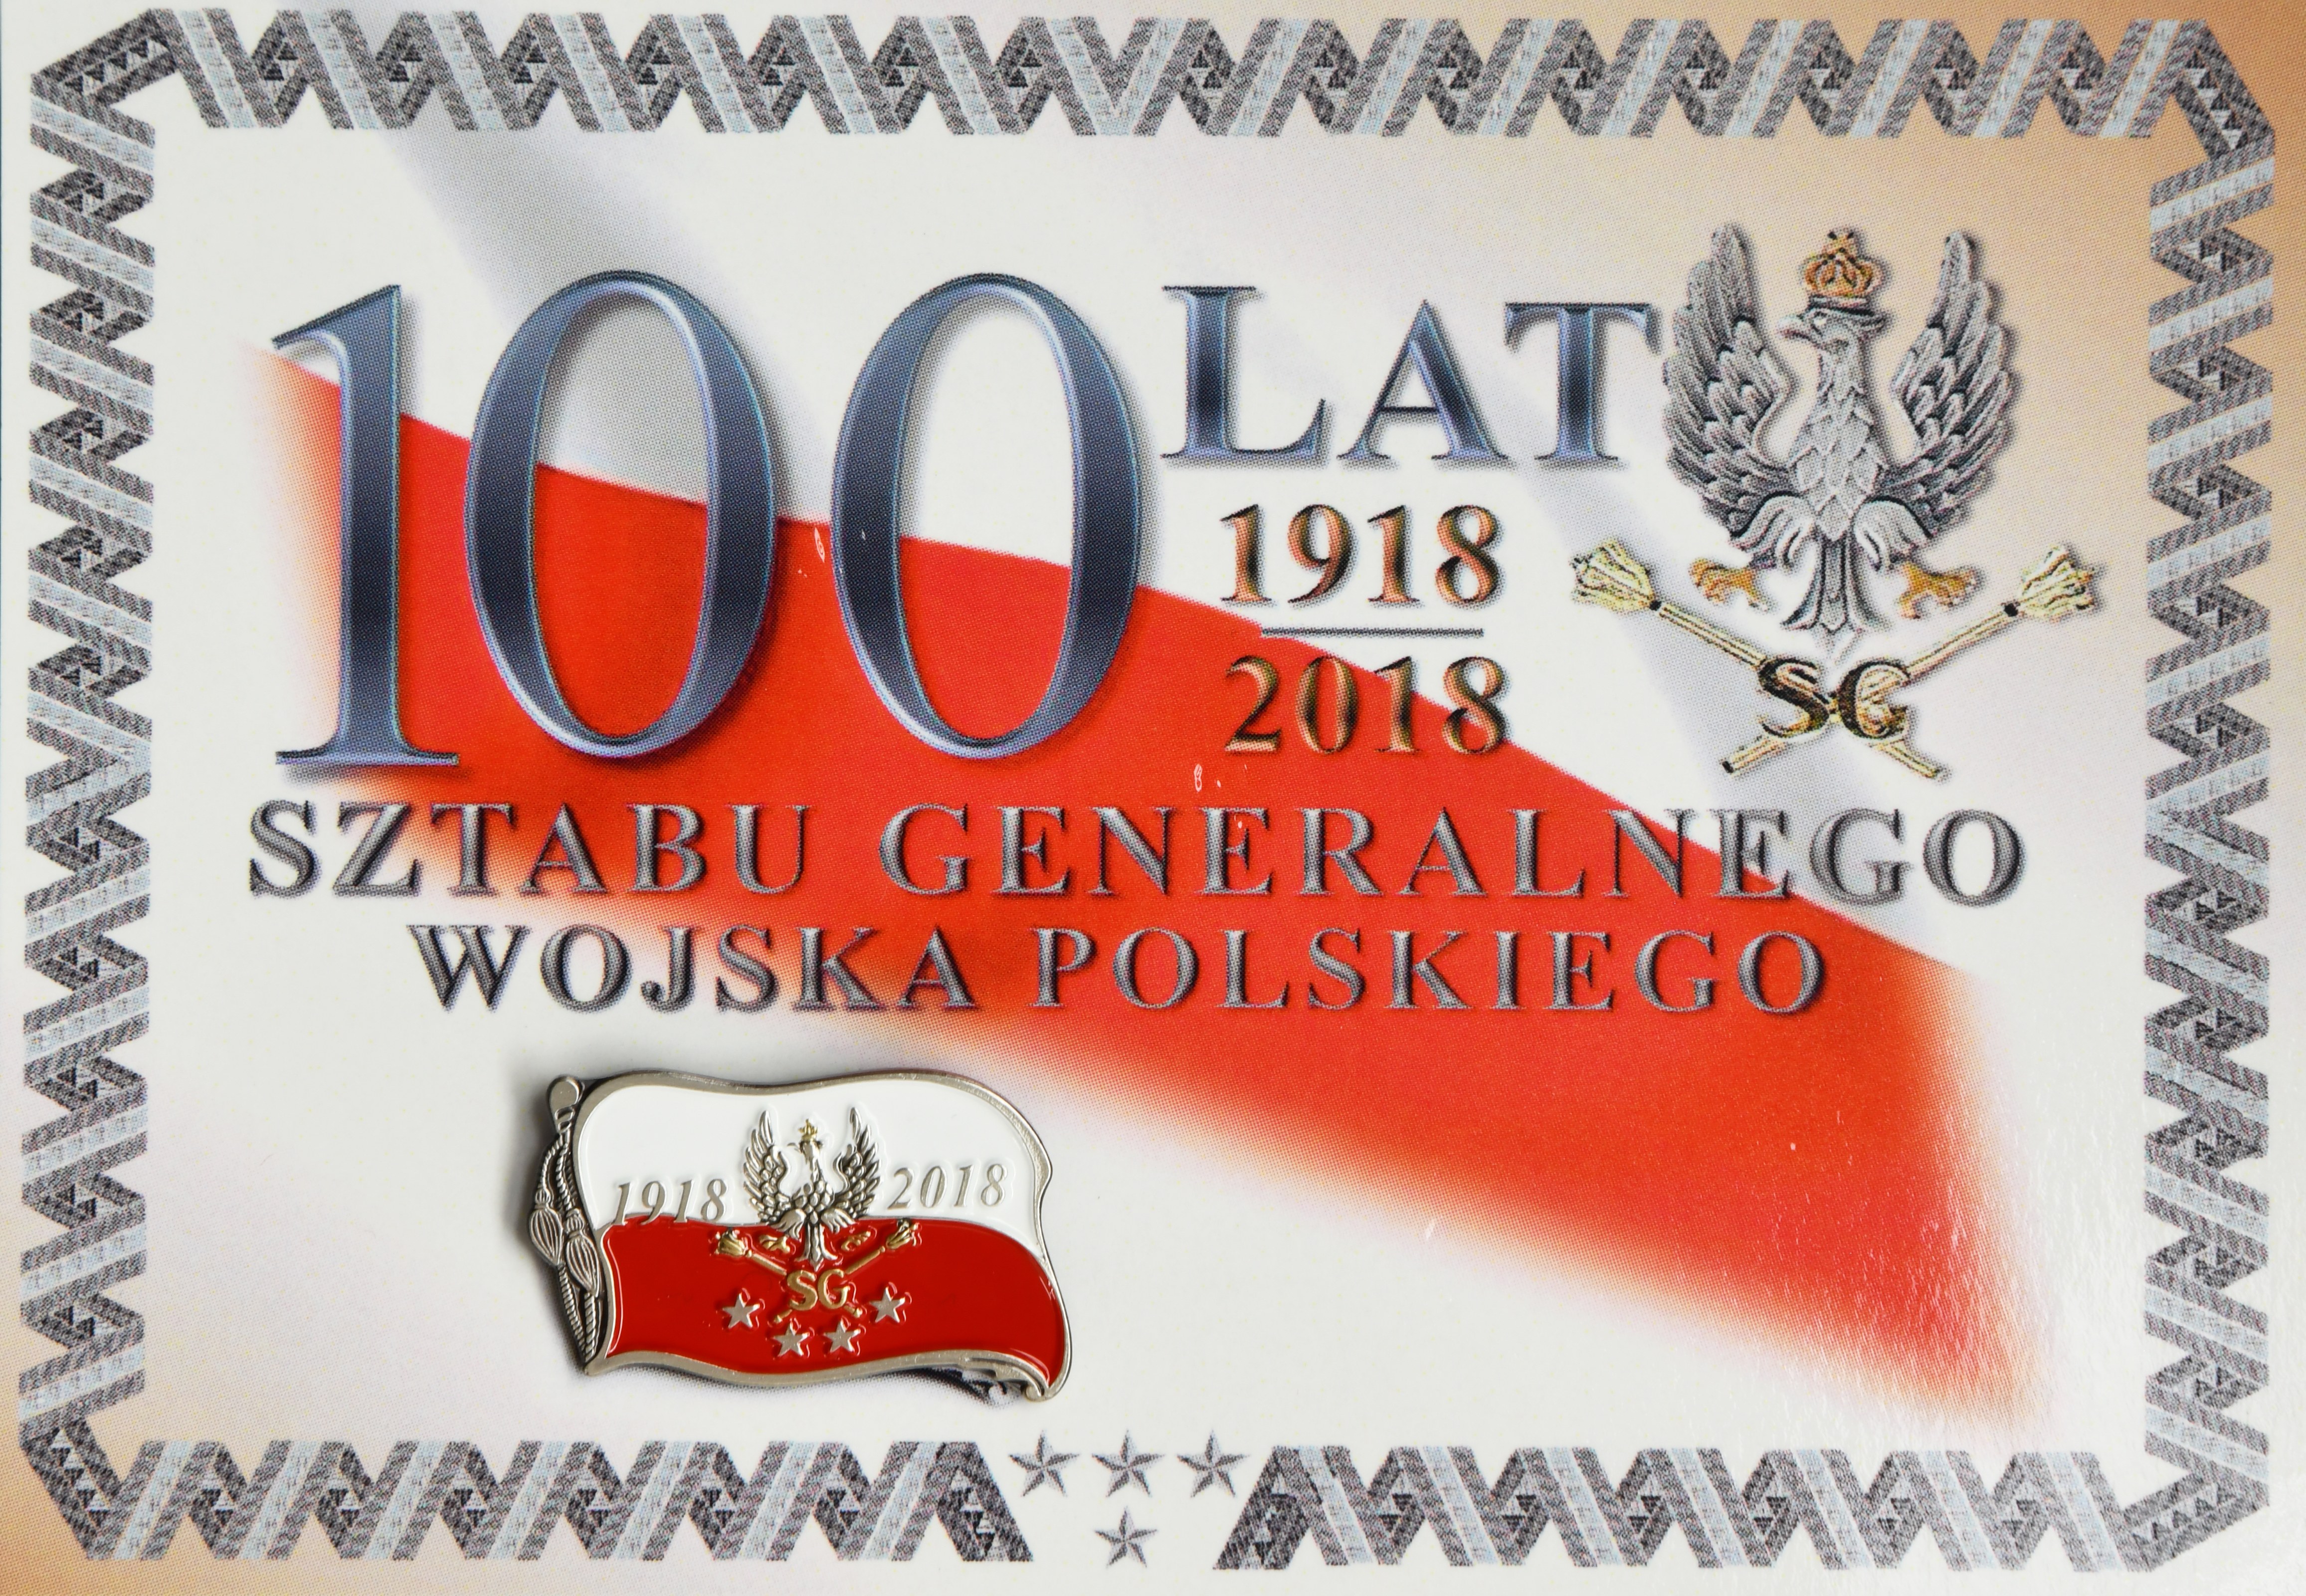 100 LAT
1918
2018
SG
SZTABU GENERALNEGO
WOJSKA POLSKIEGO
1918 2018
SG